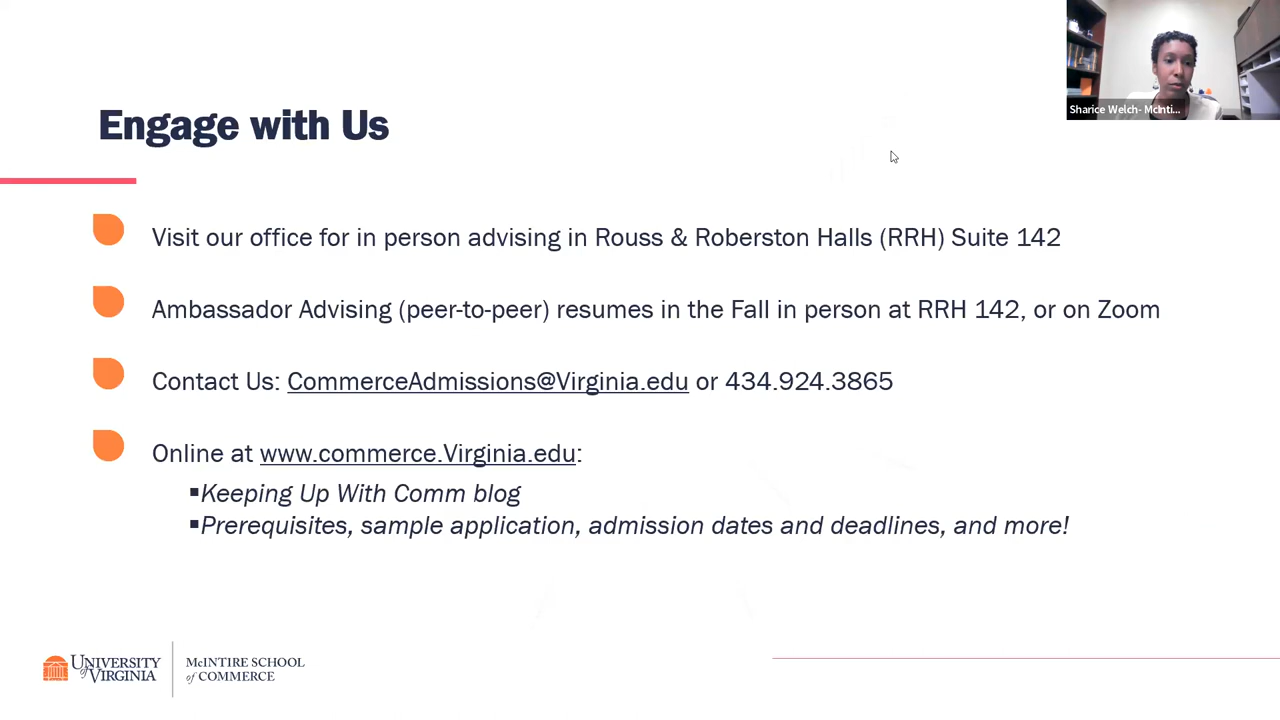 Sharice Welch- McInti...
Engage with Us
Visit our office for in person advising in Rouss & Roberston Halls (RRH) Suite 142
Ambassador Advising (peer-to-peer) resumes in the Fall in person at RRH 142, or on Zoom
Contact Us: CommerceAdmissions@Virginia.edu or 434.924.3865
Online at www.commerce.Virginia.edu:
▪Keeping Up With Comm blog
▪Prerequisites, sample application, admission dates and deadlines, and more!
UNIVERSITY
of VIRGINIA
McINTIRE SCHOOL
of COMMERCE